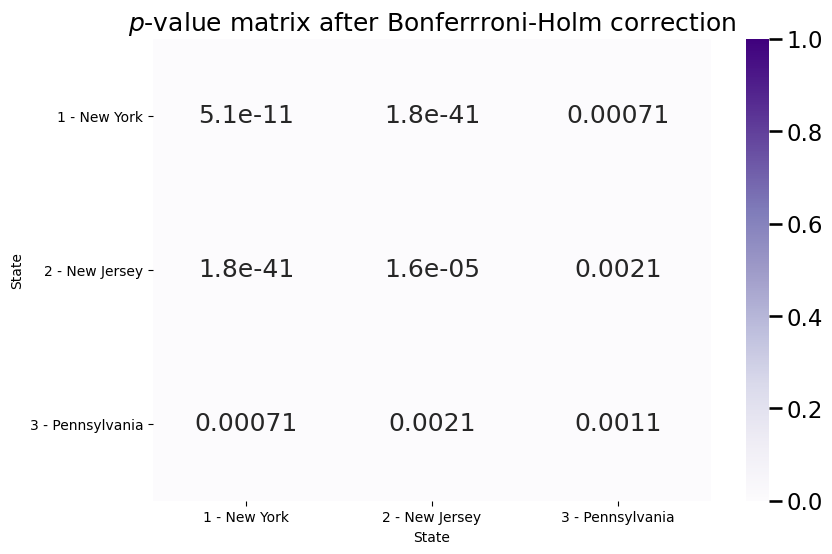 p-value matrix after Bonferrroni-Holm correction
1 - New York
5.1e-11 1.8e-41 0.00071
2 - New Jersey
1.8e-41 1.6e-05 0.0021
3 - Pennsylvania
0.00071 0.0021 0.0011
State
1 - New York 2 - New Jersey 3 - Pennsylvania
State
1.0
0.8
0.6
0.4
0.2
0.0